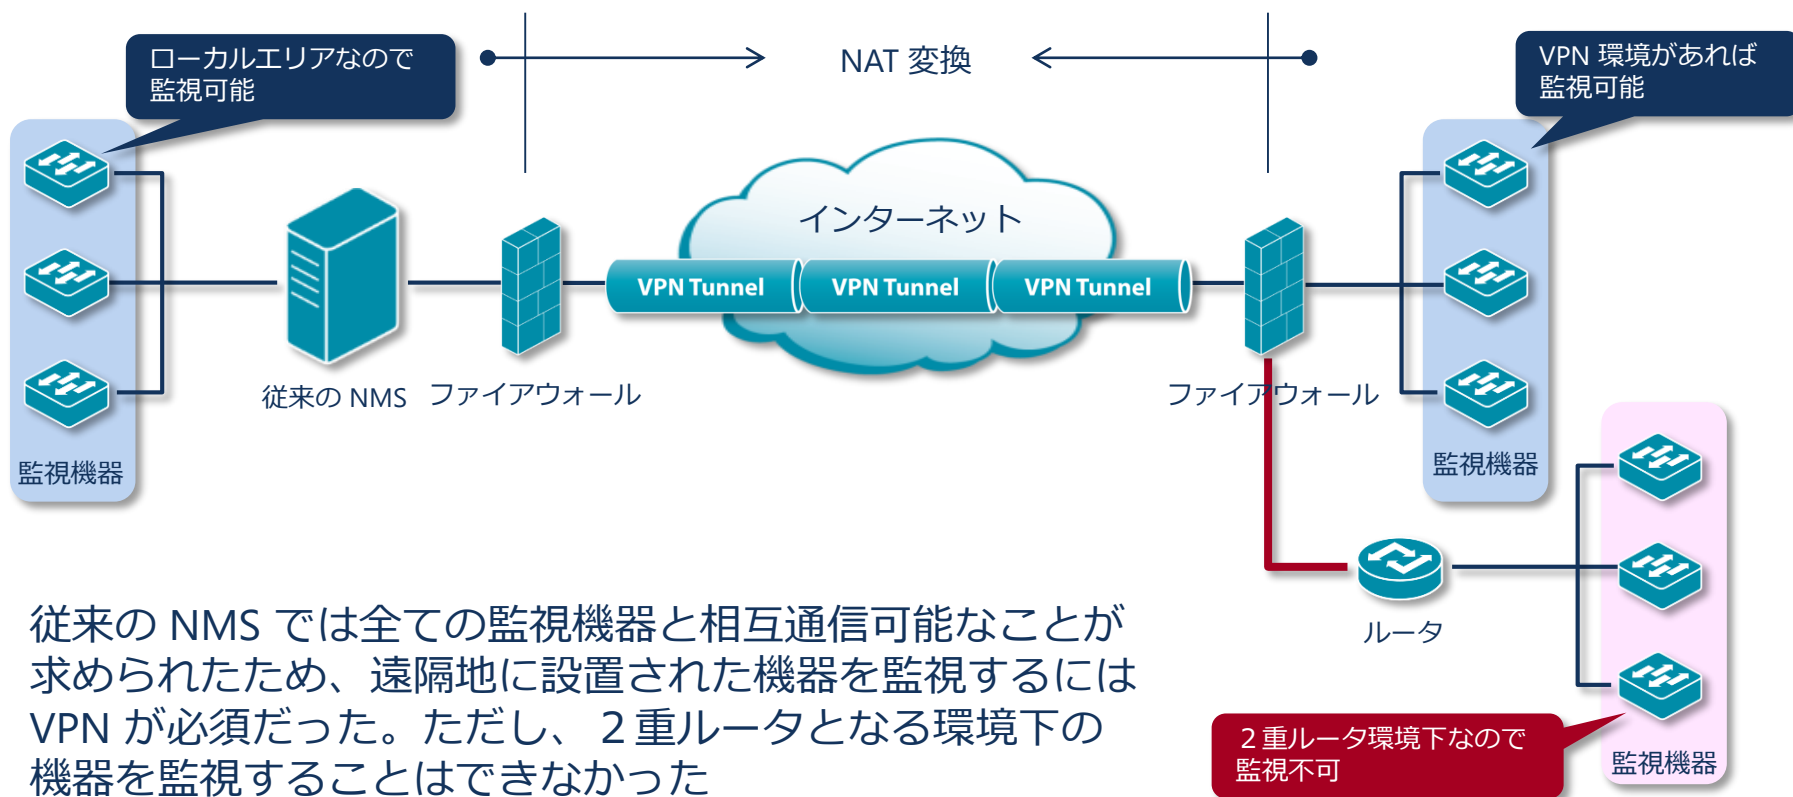 ローカルエリアなので
監視可能
NAT 変換
VPN 環境があれば
監視可能
インターネット
VPN Tunnel
VPN Tunnel
VPN Tunnel
従来の NMS
ファイアウォール
ファイアウォール
監視機器
監視機器
ルータ
従来の NMS では全ての監視機器と相互通信可能なことが
求められたため、遠隔地に設置された機器を監視するには
VPN が必須だった。ただし、２重ルータとなる環境下の
機器を監視することはできなかった
２重ルータ環境下なので
監視不可
監視機器